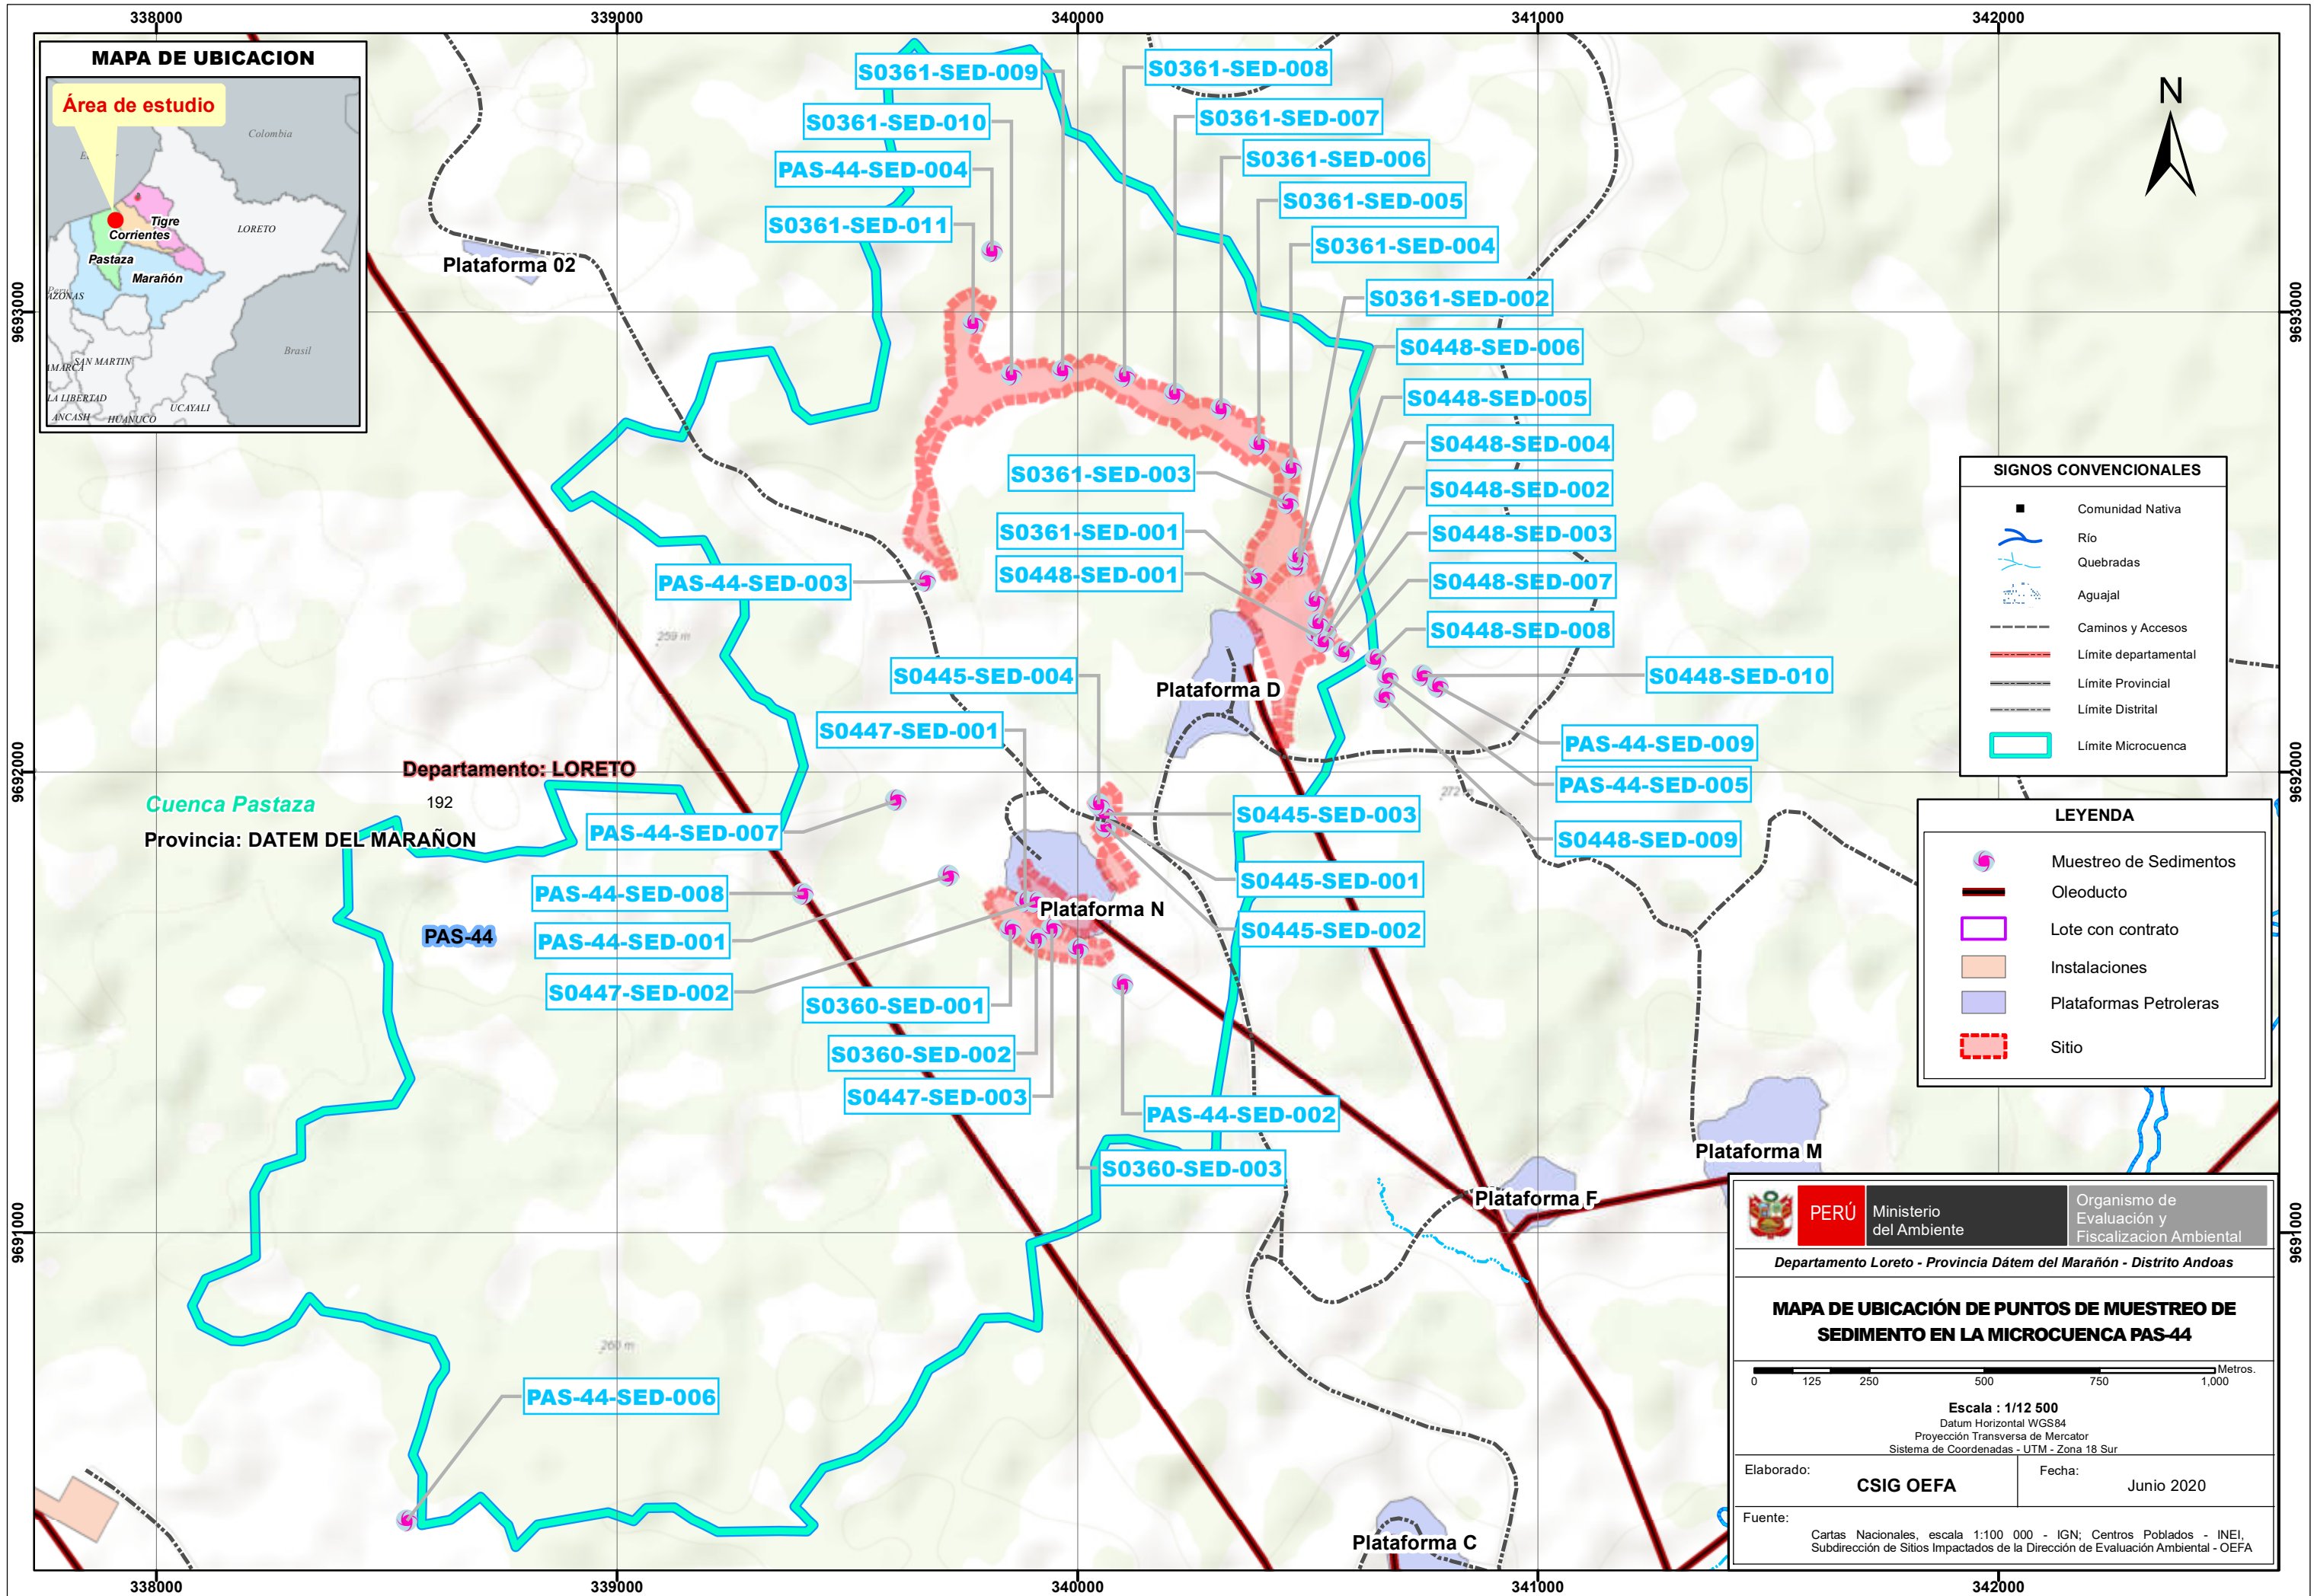 338000
339000
340000
341000
342000
MAPA DE UBICACION
Área de estudio
Colombia
Tigre
Corrientes
LORETO
Pastaza
Marañón
AZONAS
Brasil
SAN MARTIN
AMARCA
LA LIBERTAD
UCAYALI
ANCASH
HUANUCO
N
S0361-SED-009
S0361-SED-008
S0361-SED-010
S0361-SED-007
PAS-44-SED-004
S0361-SED-006
S0361-SED-011
S0361-SED-005
S0361-SED-004
Plataforma 02
S0361-SED-002
9693000
9693000
S0448-SED-006
S0448-SED-005
S0448-SED-004
S0361-SED-003
S0448-SED-002
S0361-SED-001
S0448-SED-003
S0448-SED-001
PAS-44-SED-003
S0448-SED-007
259 m
S0448-SED-008
S0445-SED-004
S0448-SED-010
Plataforma D
S0447-SED-001
PAS-44-SED-009
Departamento: LORETO
9692000
9692000
PAS-44-SED-005
192
Cuenca Pastaza
272 m
S0445-SED-003
PAS-44-SED-007
Provincia: DATEM DEL MARAÑON
S0448-SED-009
S0445-SED-001
PAS-44-SED-008
Plataforma N
S0445-SED-002
PAS-44
PAS-44-SED-001
S0447-SED-002
S0360-SED-001
S0360-SED-002
S0447-SED-003
PAS-44-SED-002
S0360-SED-003
Plataforma M
Plataforma F
9691000
9691000
260 m
PAS-44-SED-006
Plataforma C
SIGNOS CONVENCIONALES
Comunidad Nativa
Río
Quebradas
Aguajal
Caminos y Accesos
Límite departamental
Límite Provincial
Límite Distrital
Límite Microcuenca
LEYENDA
Muestreo de Sedimentos
Oleoducto
Lote con contrato
Instalaciones
Plataformas Petroleras
Sitio
PERÚ
Ministerio
del Ambiente
Organismo de
Evaluación y
Fiscalizacion Ambiental
Departamento Loreto - Provincia Dátem del Marañón - Distrito Andoas
MAPA DE UBICACIÓN DE PUNTOS DE MUESTREO DE
SEDIMENTO EN LA MICROCUENCA PAS-44
Metros.
0 125 250 500 750 1,000
Escala : 1/12 500
Datum Horizontal WGS84
Proyección Transversa de Mercator
Sistema de Coordenadas - UTM - Zona 18 Sur
Elaborado:
CSIG OEFA
Fecha:
Junio 2020
Fuente:
Cartas Nacionales, escala 1:100 000 - IGN; Centros Poblados - INEI,
Subdirección de Sitios Impactados de la Dirección de Evaluación Ambiental - OEFA
338000
339000
340000
341000
342000